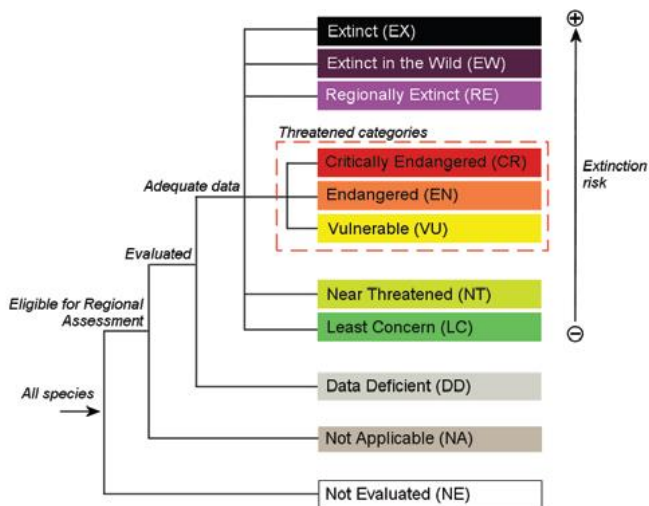 Extinct (EX)
Extinct in the Wild (EW)
Regionally Extinct (RE)
Threatened categories
Critically Endangered (CR)
Adequate data
Endangered (EN)
Extinction
risk
Vulnerable (VU)
Evaluated
Eligible for Regional
Assessment
Near Threatened (NT)
Least Concern (LC)
All species
Data Deficient (DD)
Not Applicable (NA)
Not Evaluated (NE)